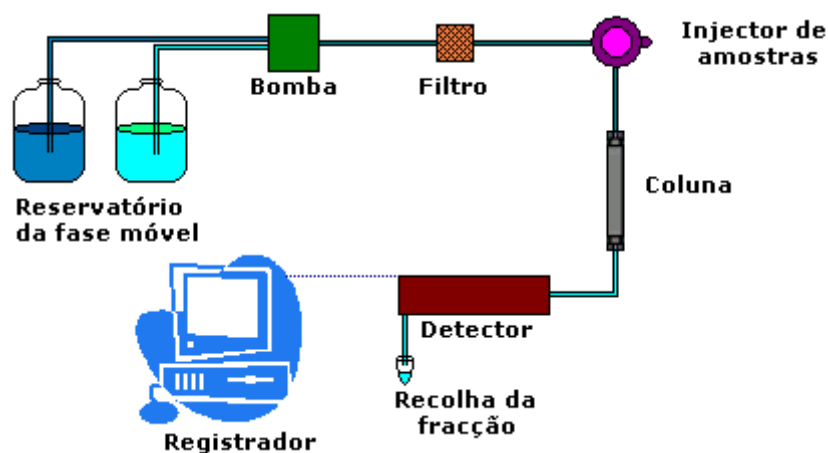 Injector de
amostras
Bomba
Filtro
Coluna
Reservatório
da fase móvel
Detector
Recolha da
fracção
Registrador